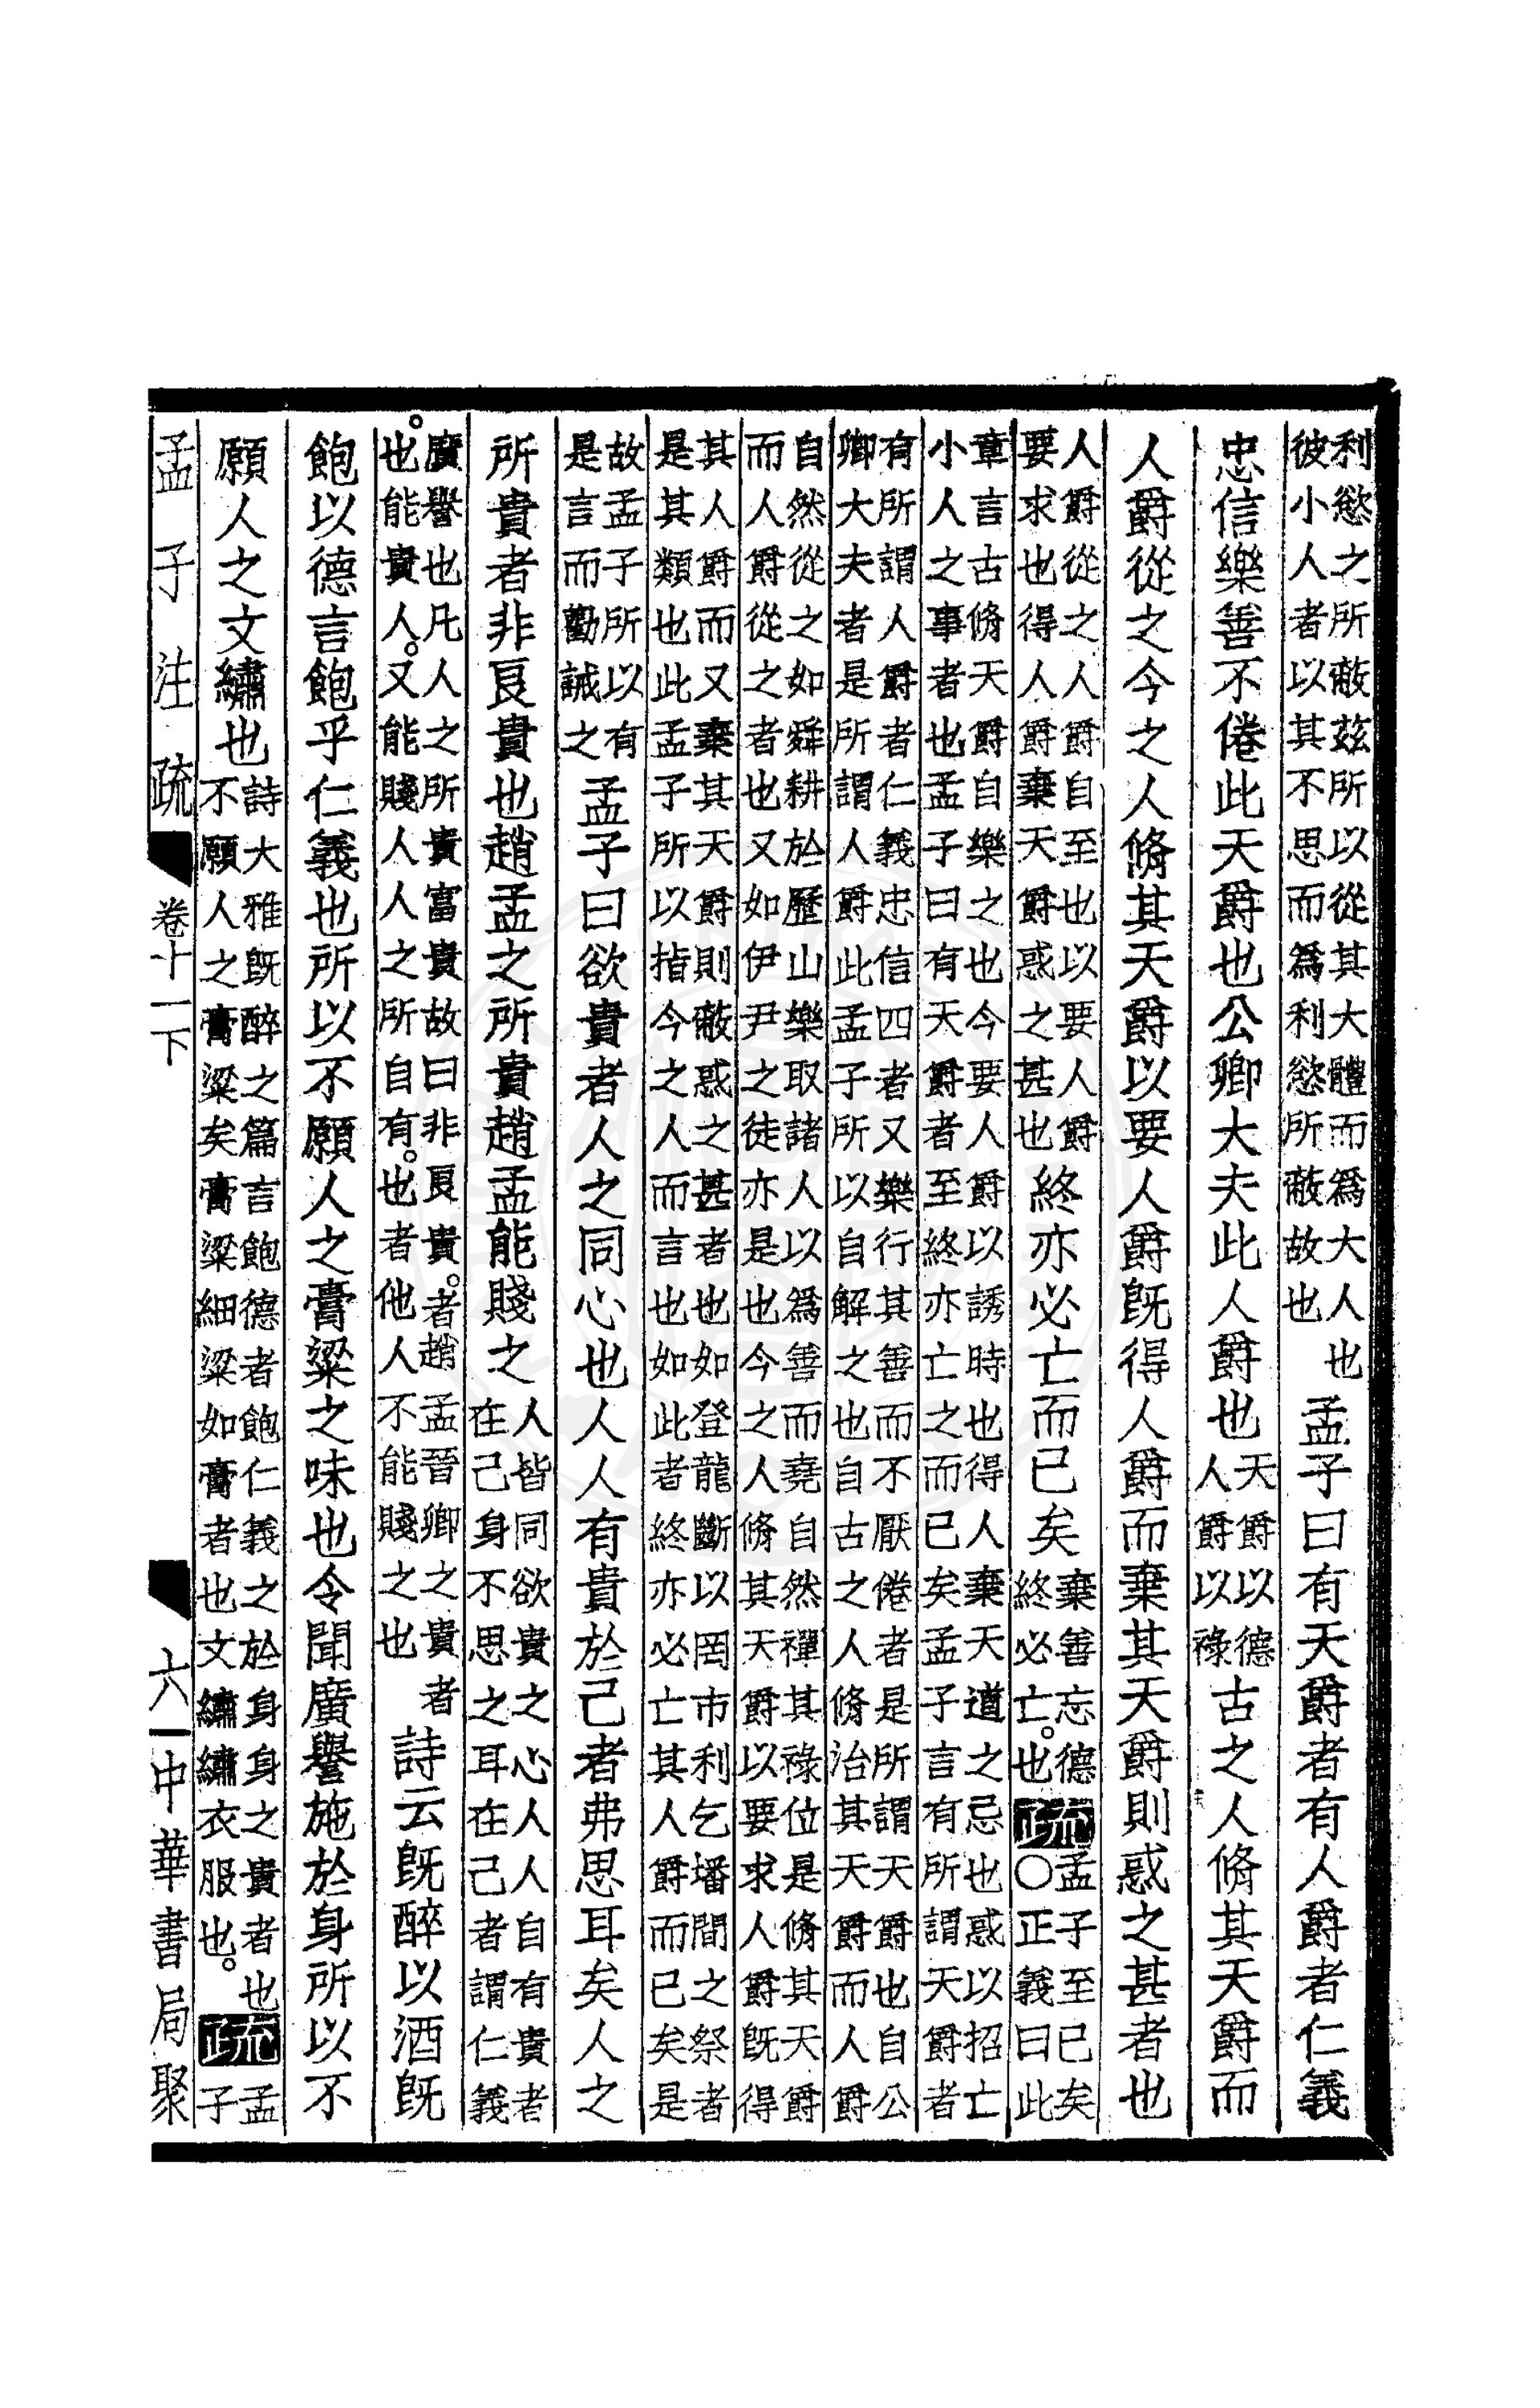 利慾之所蔽茲所以從其大體而爲大人也
彼小人者以其不思而爲利慾所蔽故也
孟子曰有天爵者有人爵者仁義
忠信樂善不倦此天爵也公卿大夫此人爵也
天爵以德
人爵以祿
古之人脩其天爵而
人爵從之今之人脩其天爵以要人爵既得人爵而棄其天爵則惑之甚者也
人爵從之人人爵自至也以要人爵
要求也得人爵棄天爵惑之甚也
終亦必亡而已矣
棄善忘德
終必亡。也
疏
孟子至已矣
○正義曰此
章言古脩天爵自樂之也今要人爵以誘時也得人棄天道之忌也惑以招亡
小人之事者也孟子曰有天爵者至終亦亡之而已矣孟子言有所謂天爵者
有所謂人爵者仁義忠信四者又樂行其善而不厭倦者是所謂天爵也自公
卿大夫者是所謂人爵此孟子所以自解之也自古之人脩治其天爵而人爵
自然從之如舜耕於歷山樂取諸人以爲善而堯自然禪其祿位是脩其天爵
而人爵從之者也又如伊尹之徒亦是也今之人脩其天爵以要求人爵既得
其人爵而又棄其天爵則蔽惑之甚者也如登龍斷以罔市利乞墦間之祭者
是其類也此孟子所以指今之人而言也如此者終亦必亡其人爵而已矣是
故孟子所以有
是言而勸誡之
孟子曰欲貴者人之同心也人人有貴於己者弗思耳矣人之
所貴者非良貴也趙孟之所貴趙孟能賤之
人皆同欲貴之心人人自有貴者
在己身不思之耳在己者謂仁義
廣譽也凡人之所貴富貴故曰非良貴。者趙孟晉卿之貴者
。也能貴人。又能賤人人之所自有。也者他人不能賤之也
詩云既醉以酒既
飽以德言飽乎仁義也所以不願人之膏粱之味也令聞廣譽施於身所以不
願人之文繡也
詩大雅既醉之篇言飽德者飽仁義之於身身之貴者也
不願人之膏粱矣膏粱細粱如膏者也文繡繡衣服也。
疏
孟
子
孟子注疏 卷十一下 六一中華書局聚